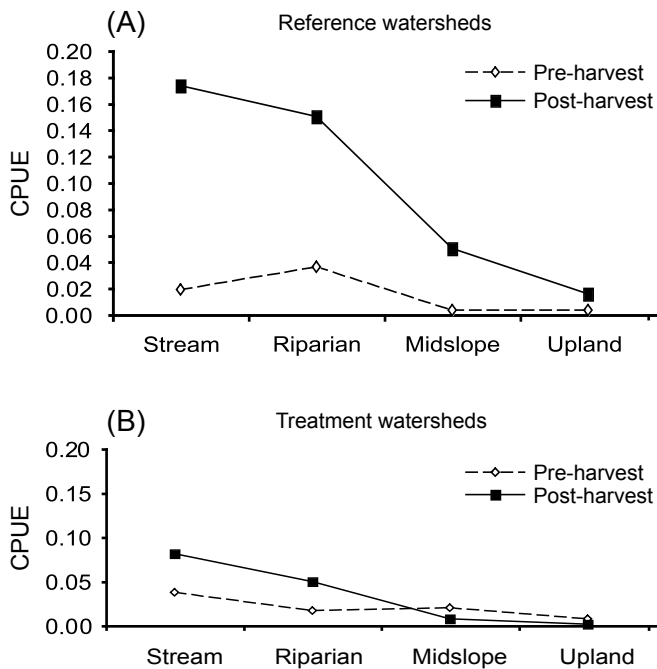 (A) Reference watersheds
0.20
0.18
0.16
0.14
0.12
0.10
0.08
0.06
0.04
0.02
0.00
CPUE
Pre-harvest
Post-harvest
Stream Riparian Midslope Upland
(B) Treatment watersheds
0.20
0.15
0.10
0.05
0.00
CPUE
Pre-harvest
Post-harvest
Stream Riparian Midslope Upland